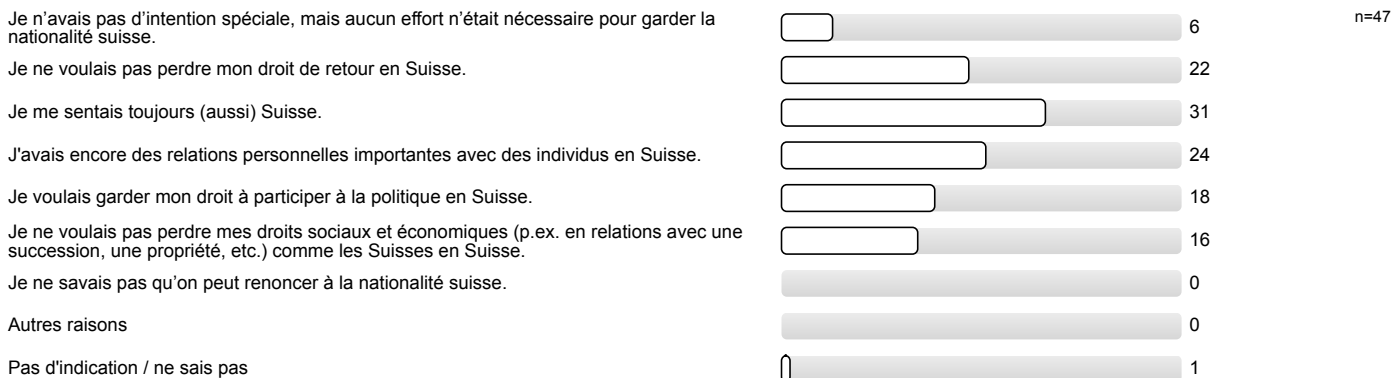 Je n’avais pas d’intention spéciale, mais aucun effort n’était nécessaire pour garder la
nationalité suisse.
6
n=47
Je ne voulais pas perdre mon droit de retour en Suisse.
22
Je me sentais toujours (aussi) Suisse.
31
J'avais encore des relations personnelles importantes avec des individus en Suisse.
24
Je voulais garder mon droit à participer à la politique en Suisse.
18
Je ne voulais pas perdre mes droits sociaux et économiques (p.ex. en relations avec une
succession, une propriété, etc.) comme les Suisses en Suisse.
16
Je ne savais pas qu’on peut renoncer à la nationalité suisse.
0
Autres raisons
0
Pas d'indication / ne sais pas
1